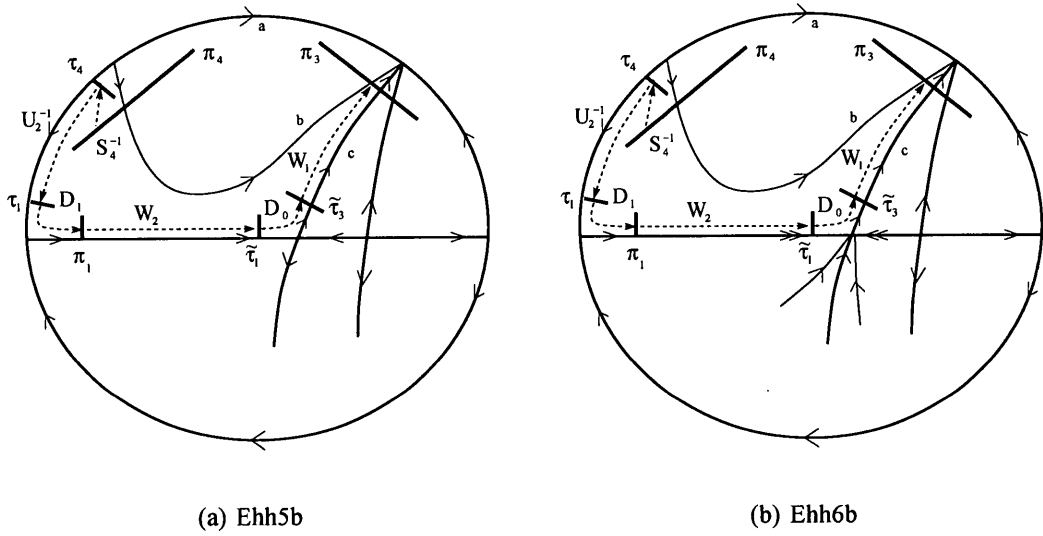 a
π₄
π₃
τ₄
U₂⁻¹
S₄⁻¹
b
W₁
c
τ₁
D₁
W₂
D₀
τ̃₃
π₁
τ̃₁
(a) Ehh5b
a
π₄
π₃
τ₄
U₂⁻¹
S₄⁻¹
b
W₁
c
τ₁
D₁
W₂
D₀
τ̃₃
π₁
τ̃₁
(b) Ehh6b